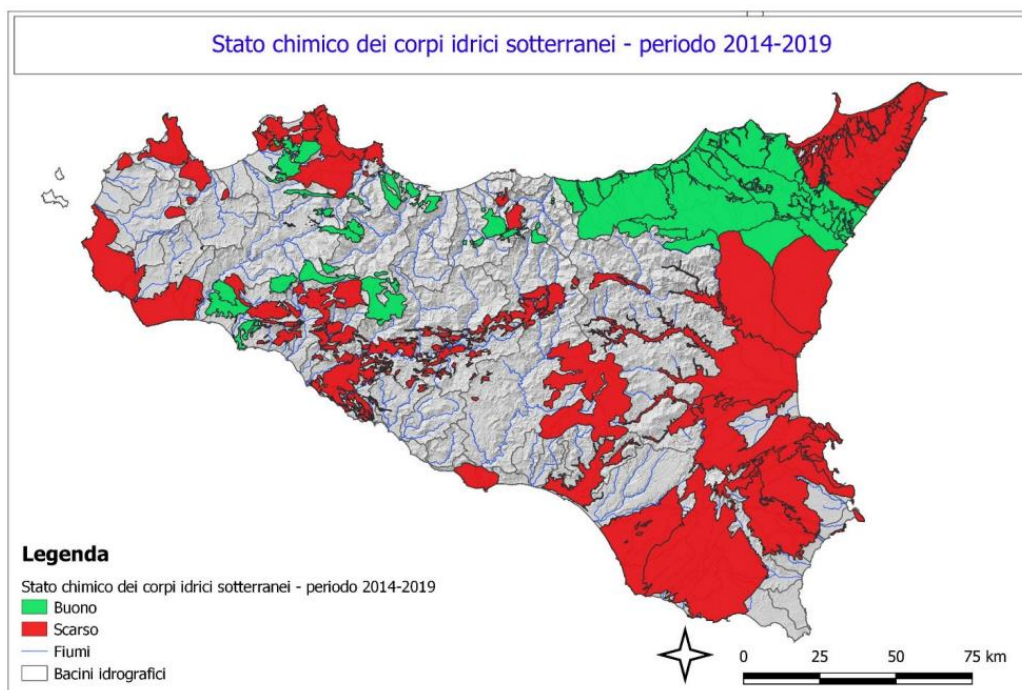 Stato chimico dei corpi idrici sotterranei - periodo 2014-2019
Legenda
Stato chimico dei corpi idrici sotterranei - periodo 2014-2019
Buono
Scarso
Fiumi
Bacini idrografici
0 25 50 75 km